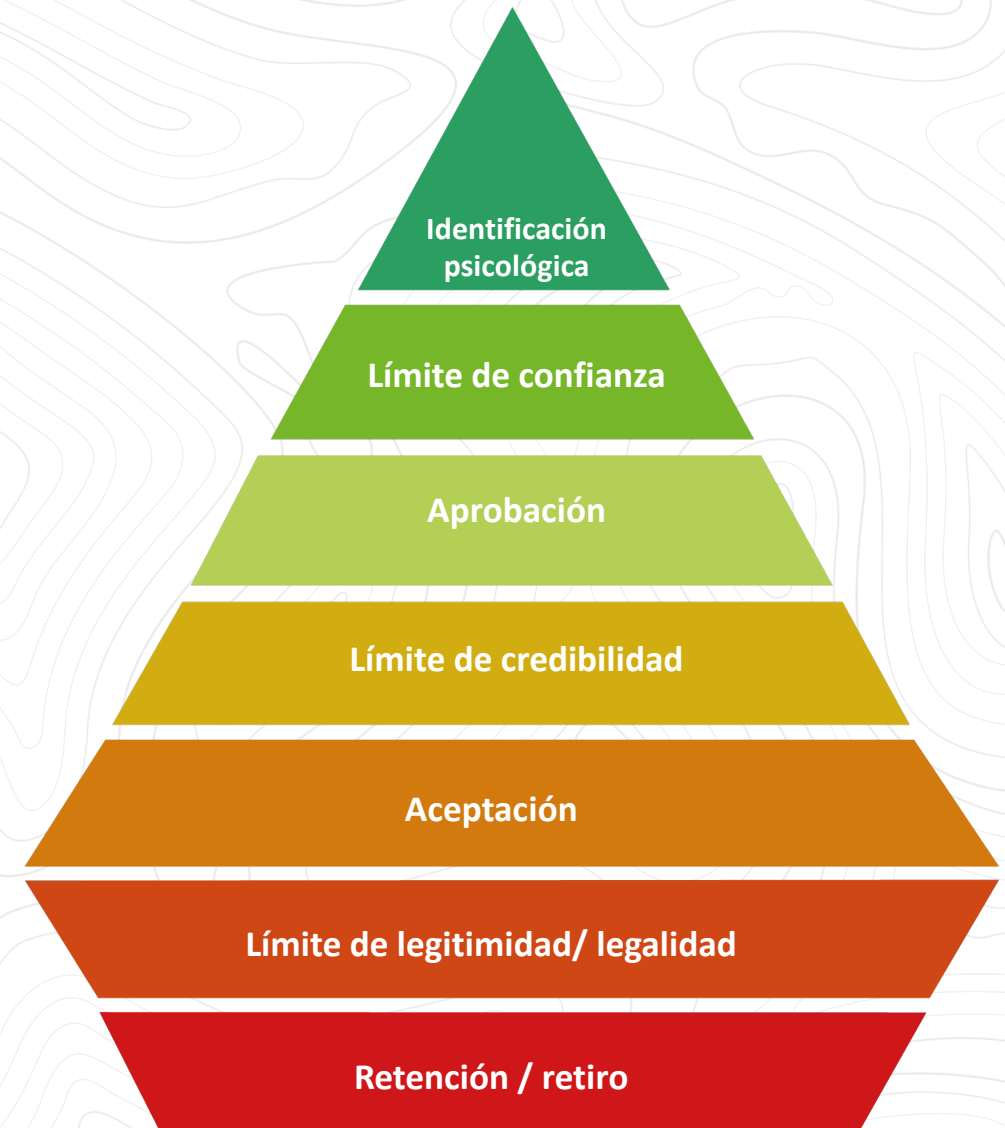 Identificación
psicológica
Límite de confianza
Aprobación
Límite de credibilidad
Aceptación
Límite de legitimidad/ legalidad
Retención / retiro